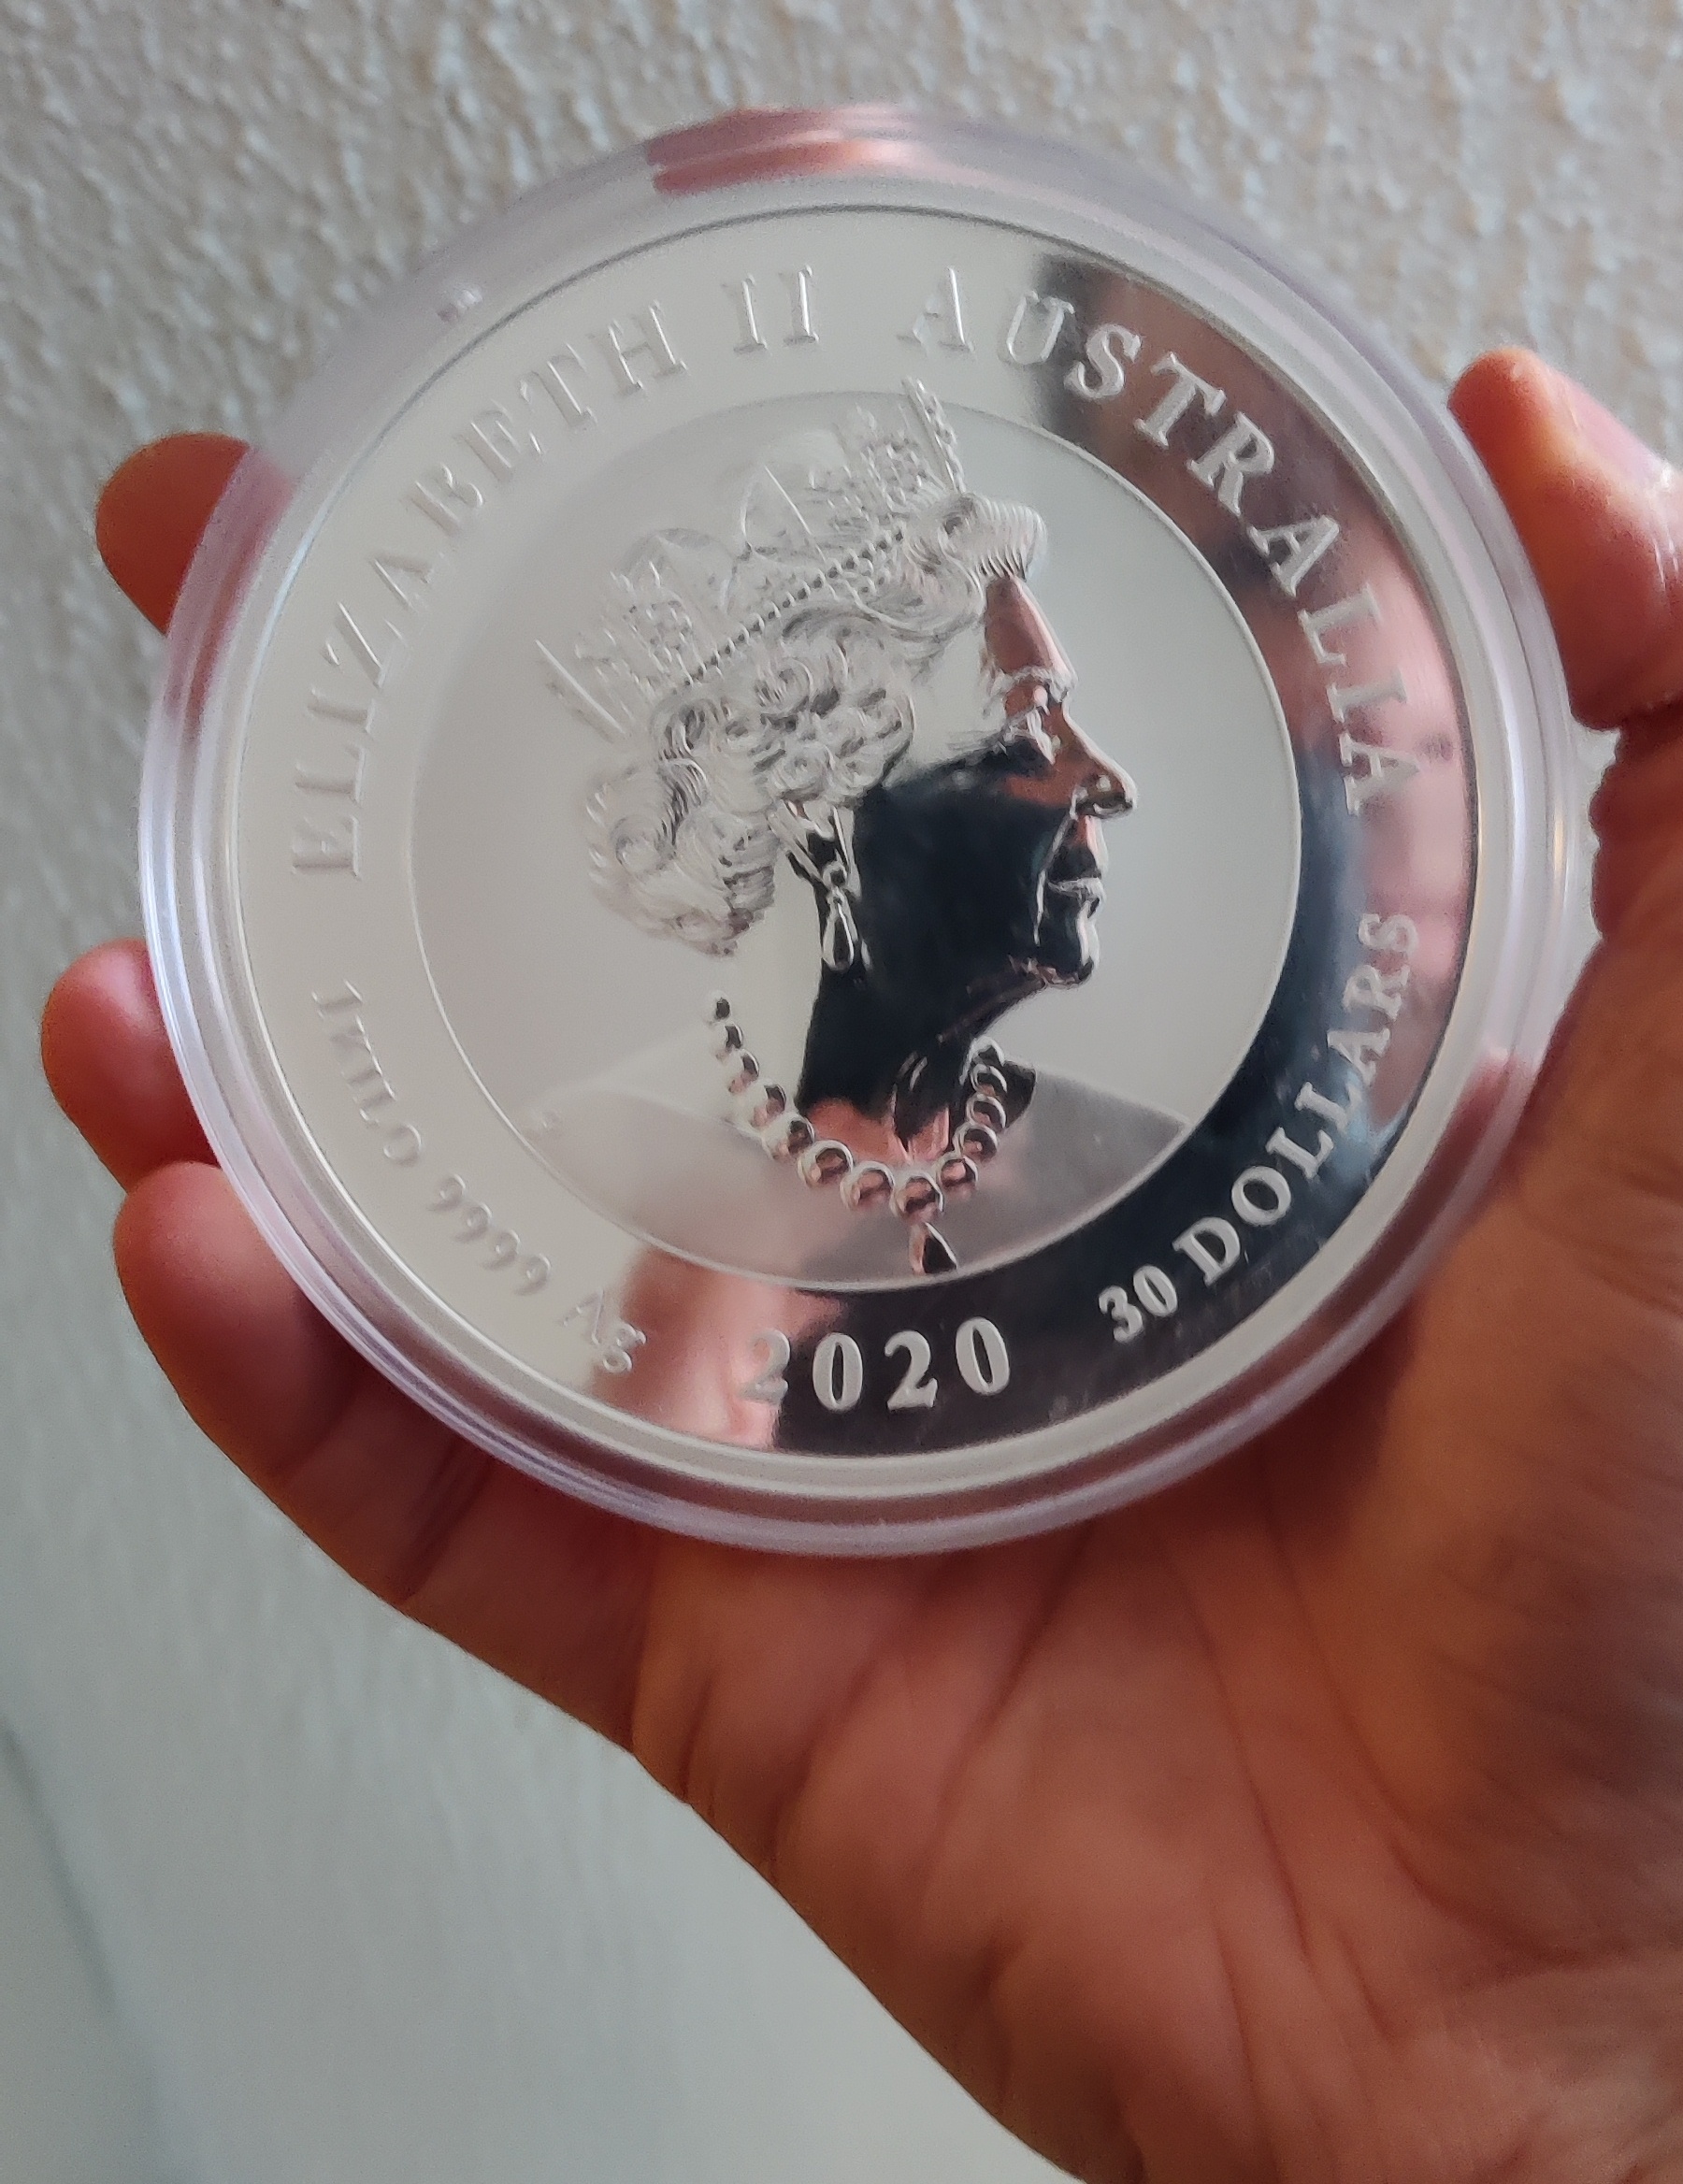 ELIZABETH II AUSTRALIA
1 KILO 9999 Ag
2020
30 DOLLARS